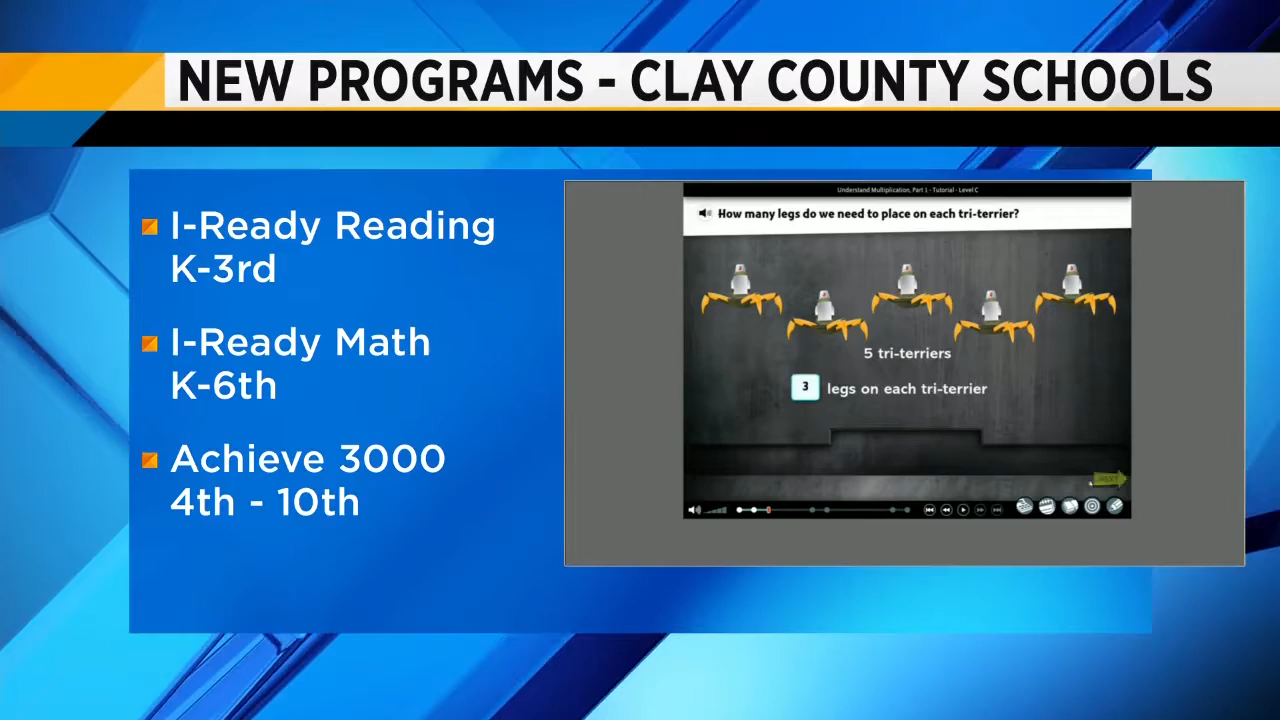 NEW PROGRAMS - CLAY COUNTY SCHOOLS
I-Ready Reading
K-3rd
I-Ready Math
K-6th
Achieve 3000
4th - 10th
Understand Multiplication, Part 1 - Tutorial - Level C
How many legs do we need to place on each tri-terrier?
5 tri-terriers
3 legs on each tri-terrier
NEXT